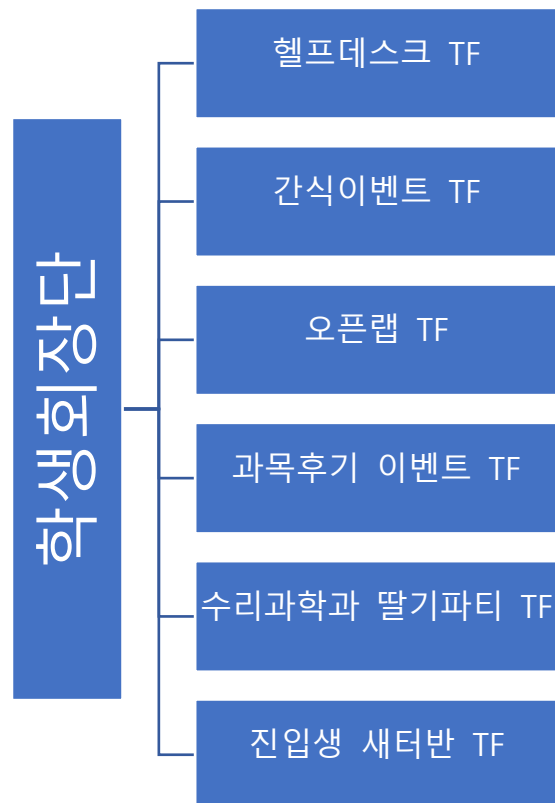 학생회장단
헬프데스크 TF
간식이벤트 TF
오픈랩 TF
과목후기 이벤트 TF
수리과학과 딸기파티 TF
진입생 새터반 TF